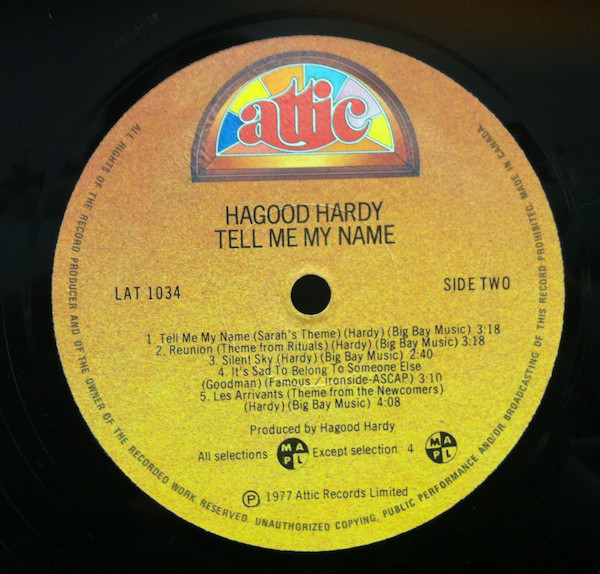 attic
HAGOOD HARDY
TELL ME MY NAME
LAT 1034
SIDE TWO
1. Tell Me My Name (Sarah's Theme) (Hardy) (Big Bay Music) 3:18
2. Reunion (Theme from Rituals) (Hardy) (Big Bay Music) 3:18
3. Silent Sky (Hardy) (Big Bay Music) 2:40
4. It's Sad To Belong To Someone Else
(Goodman) (Famous / Ironside-ASCAP) 3:10
5. Les Arrivants (Theme from the Newcomers)
(Hardy) (Big Bay Music) 4:08
Produced by Hagood Hardy
All selections MAPL Except selection 4 MAPL
Ⓟ 1977 Attic Records Limited
ALL RIGHTS OF THE RECORD PRODUCER AND OF THE OWNER OF THE RECORDED WORK RESERVED. UNAUTHORIZED COPYING, PUBLIC PERFORMANCE AND/OR BROADCASTING OF THIS RECORD PROHIBITED. MADE IN CANADA.